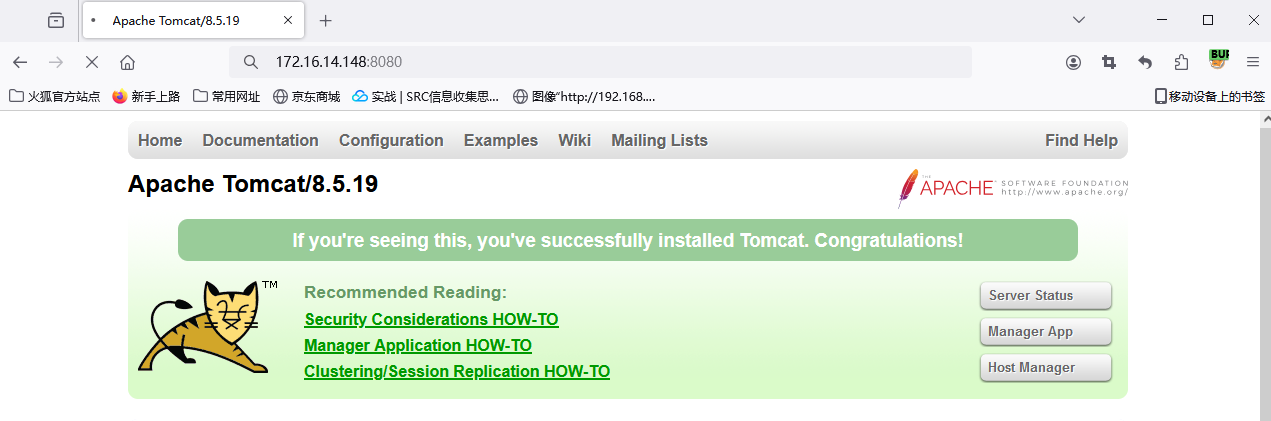 Apache Tomcat/8.5.19
172.16.14.148:8080
火狐官方站点 新手上路 常用网址 京东商城 实战 | SRC信息收集思... 图像“http://192.168.... 移动设备上的书签
Home Documentation Configuration Examples Wiki Mailing Lists Find Help
Apache Tomcat/8.5.19
THE APACHE SOFTWARE FOUNDATION
http://www.apache.org/
If you're seeing this, you've successfully installed Tomcat. Congratulations!
TM
Recommended Reading:
Security Considerations HOW-TO
Manager Application HOW-TO
Clustering/Session Replication HOW-TO
Server Status
Manager App
Host Manager